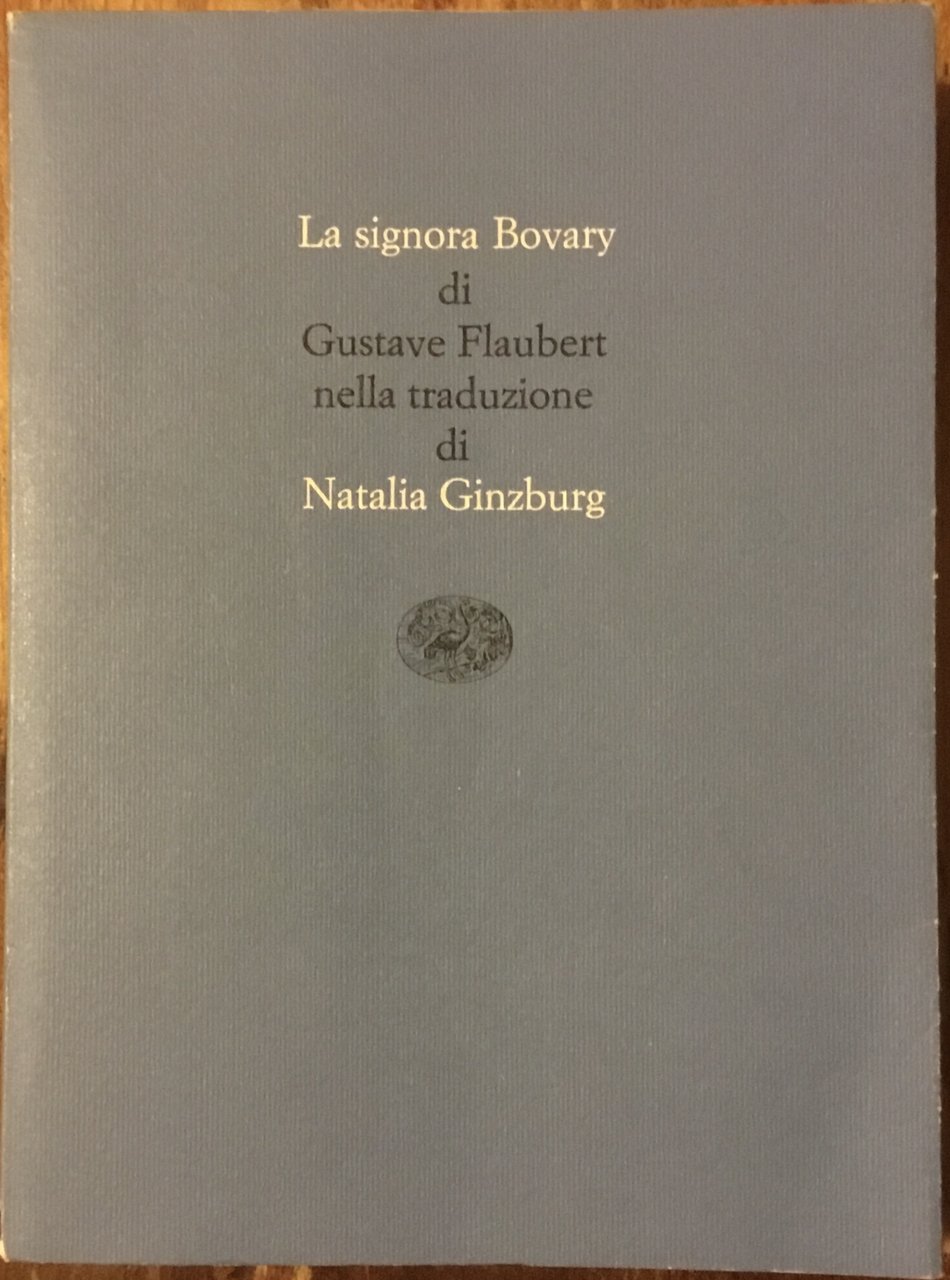 La signora Bovary
di
Gustave Flaubert
nella traduzione
di
Natalia Ginzburg